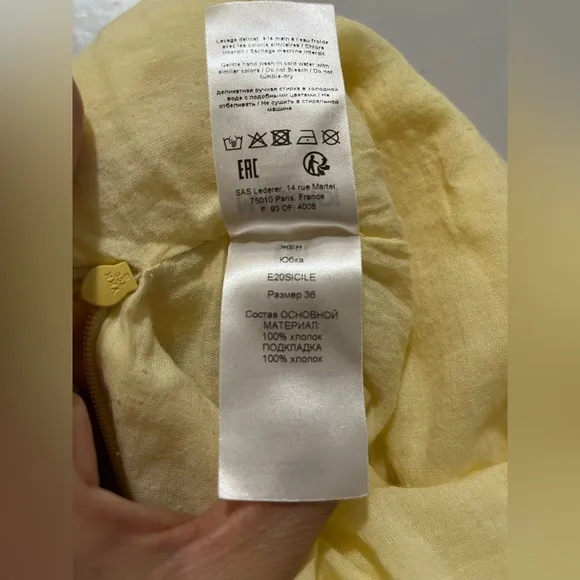 Lavage délicat, à la main à l'eau froide
avec les coloris similaires / Chlore
interdit / Séchage machine interdit
Gentle hand wash in cold water with
similar colors / Do not Bleach / Do not
tumble-dry
деликатная ручная стирка в холодной
воде с подобными цветами / Не
отбеливать / Не сушить в стиральной
машине
EAC
SAS Lederer, 14 rue Martel,
75010 Paris, France
F. 93 OF: 4008
ЖЕН
Юбка
E20SICILE
Размер 36
Состав ОСНОВНОЙ
МАТЕРИАЛ:
100% хлопок
ПОДКЛАДКА
100% хлопок